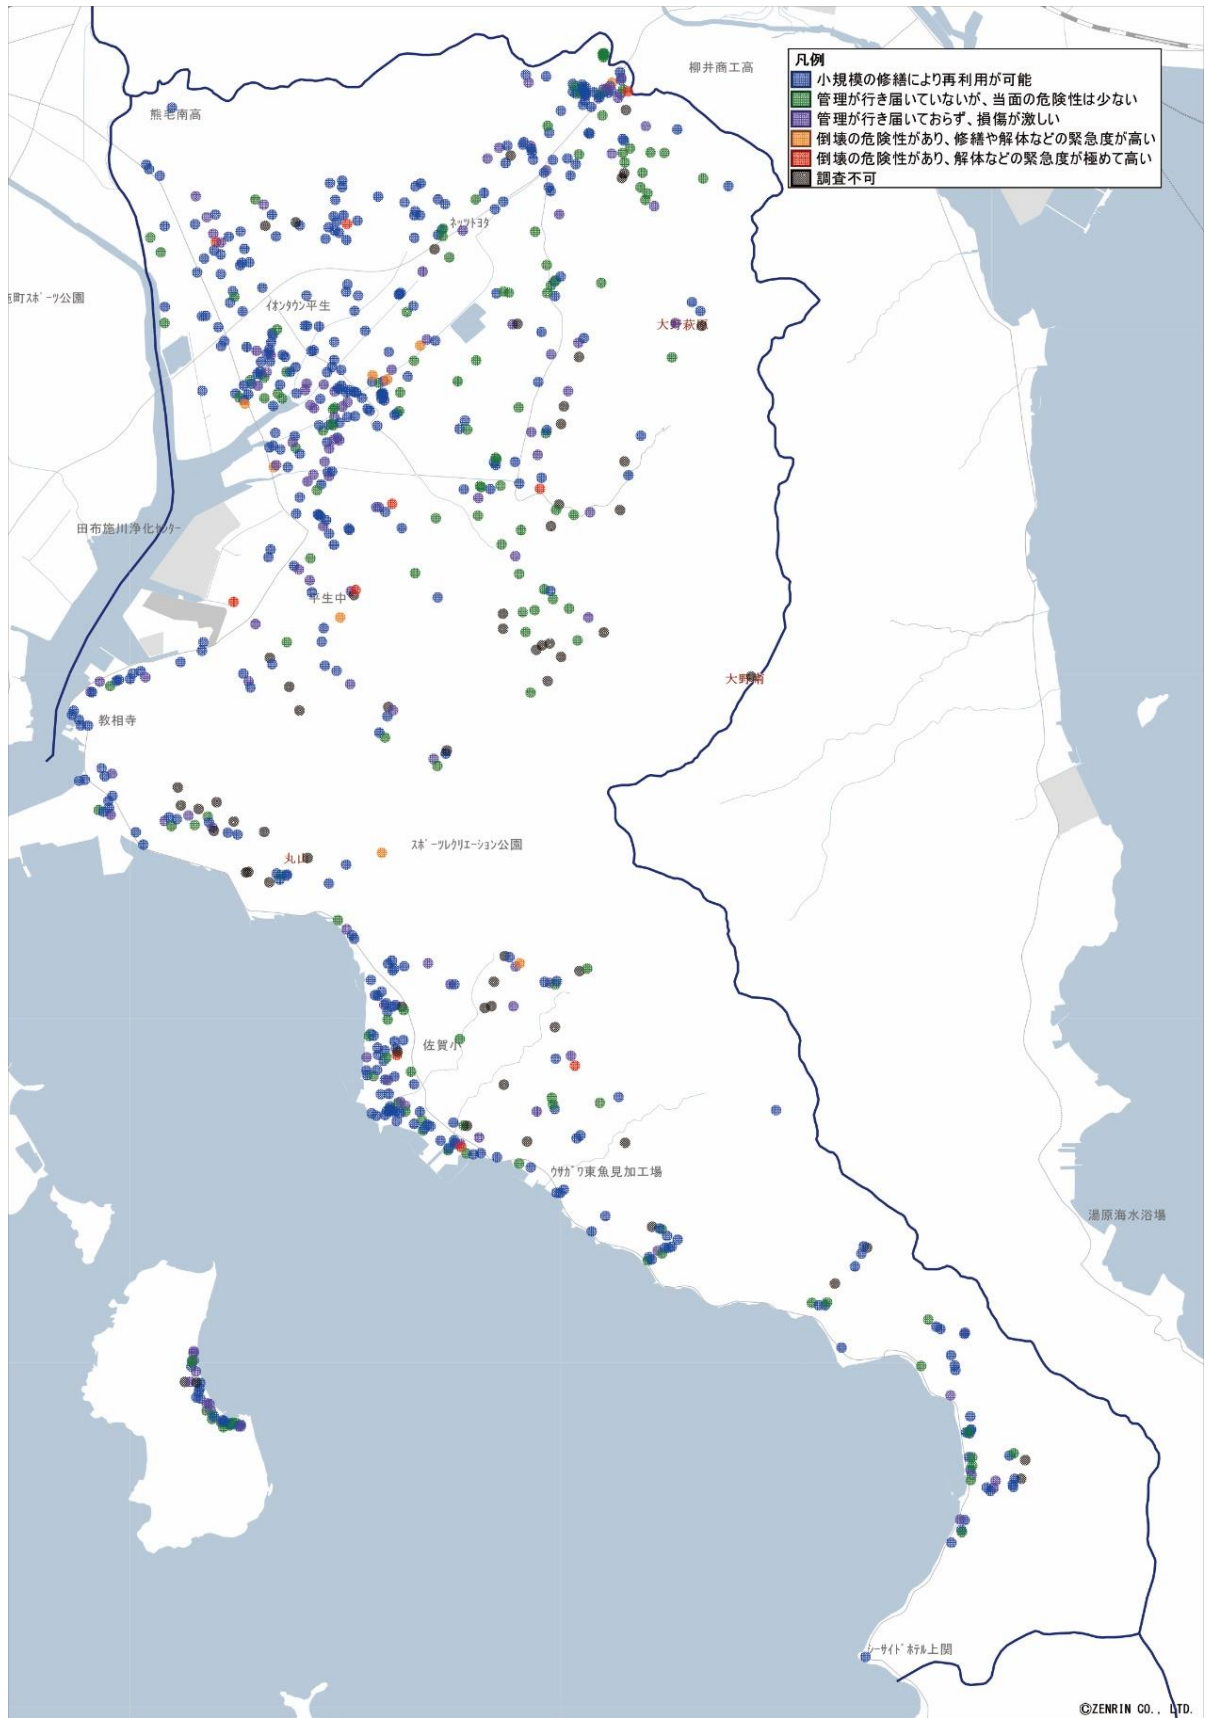 凡例
小規模の修繕により再利用が可能
管理が行き届いていないが、当面の危険性は少ない
管理が行き届いておらず、損傷が激しい
倒壊の危険性があり、修繕や解体などの緊急度が高い
倒壊の危険性があり、解体などの緊急度が極めて高い
調査不可
柳井商工高
熊毛南高
ネッツトヨタ
町スポーツ公園
イオンタウン平生
大野萩
田布施川浄化センター
平生中
大野南
教相寺
スポーツレクリエーション公園
丸山
佐賀小
ウサガワ東魚見加工場
湯原海水浴場
シーサイドホテル上関
©ZENRIN CO., LTD.